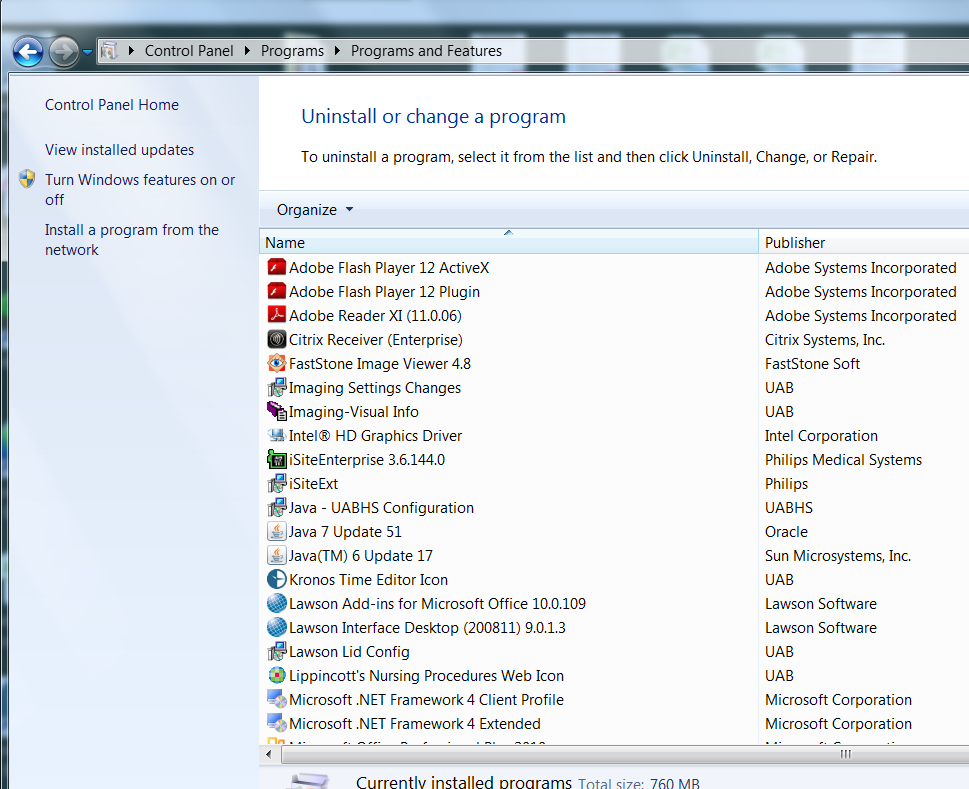 Control Panel Programs Programs and Features
Control Panel Home
View installed updates
Turn Windows features on or
off
Install a program from the
network
Uninstall or change a program
To uninstall a program, select it from the list and then click Uninstall, Change, or Repair.
Organize
Name Publisher
Adobe Flash Player 12 ActiveX Adobe Systems Incorporated
Adobe Flash Player 12 Plugin Adobe Systems Incorporated
Adobe Reader XI (11.0.06) Adobe Systems Incorporated
Citrix Receiver (Enterprise) Citrix Systems, Inc.
FastStone Image Viewer 4.8 FastStone Soft
Imaging Settings Changes UAB
Imaging-Visual Info UAB
Intel® HD Graphics Driver Intel Corporation
iSiteEnterprise 3.6.144.0 Philips Medical Systems
iSiteExt Philips
Java - UABHS Configuration UABHS
Java 7 Update 51 Oracle
Java(TM) 6 Update 17 Sun Microsystems, Inc.
Kronos Time Editor Icon UAB
Lawson Add-ins for Microsoft Office 10.0.109 Lawson Software
Lawson Interface Desktop (200811) 9.0.1.3 Lawson Software
Lawson Lid Config UAB
Lippincott's Nursing Procedures Web Icon UAB
Microsoft .NET Framework 4 Client Profile Microsoft Corporation
Microsoft .NET Framework 4 Extended Microsoft Corporation
Currently installed programs Total size: 760 MB